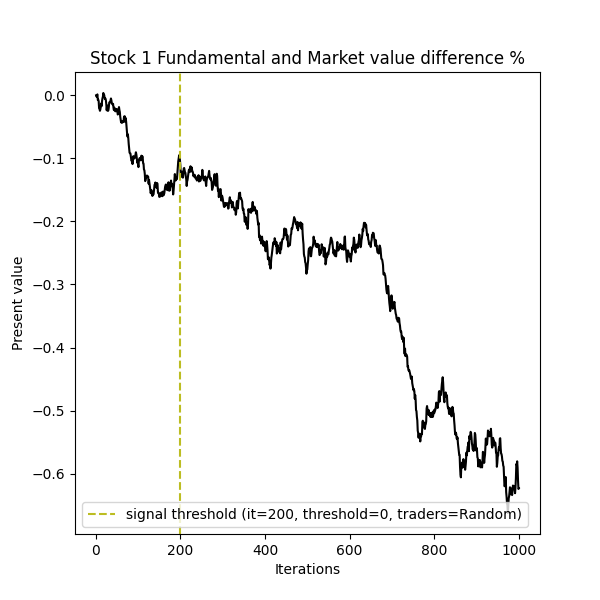 Stock 1 Fundamental and Market value difference %
Present value
0.0
−0.1
−0.2
−0.3
−0.4
−0.5
−0.6
signal threshold (it=200, threshold=0, traders=Random)
0 200 400 600 800 1000
Iterations